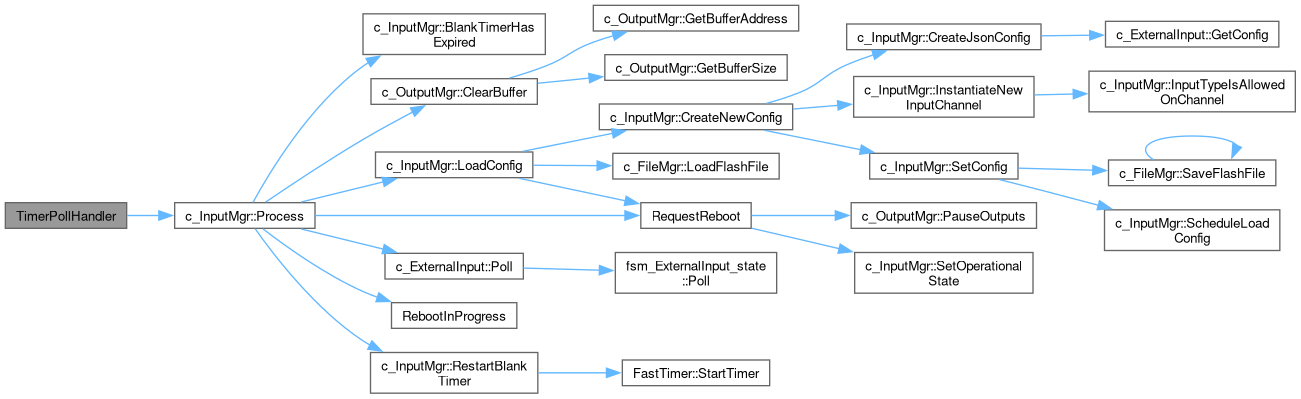 TimerPollHandler
c_InputMgr::Process
c_InputMgr::BlankTimerHas
Expired
c_OutputMgr::ClearBuffer
c_OutputMgr::GetBufferAddress
c_OutputMgr::GetBufferSize
c_InputMgr::LoadConfig
c_InputMgr::CreateNewConfig
c_InputMgr::CreateJsonConfig
c_ExternalInput::GetConfig
c_InputMgr::InstantiateNew
InputChannel
c_InputMgr::InputTypeIsAllowed
OnChannel
c_InputMgr::SetConfig
c_FileMgr::SaveFlashFile
c_InputMgr::ScheduleLoad
Config
c_FileMgr::LoadFlashFile
RequestReboot
c_OutputMgr::PauseOutputs
c_InputMgr::SetOperational
State
c_ExternalInput::Poll
fsm_ExternalInput_state
::Poll
RebootInProgress
c_InputMgr::RestartBlank
Timer
FastTimer::StartTimer